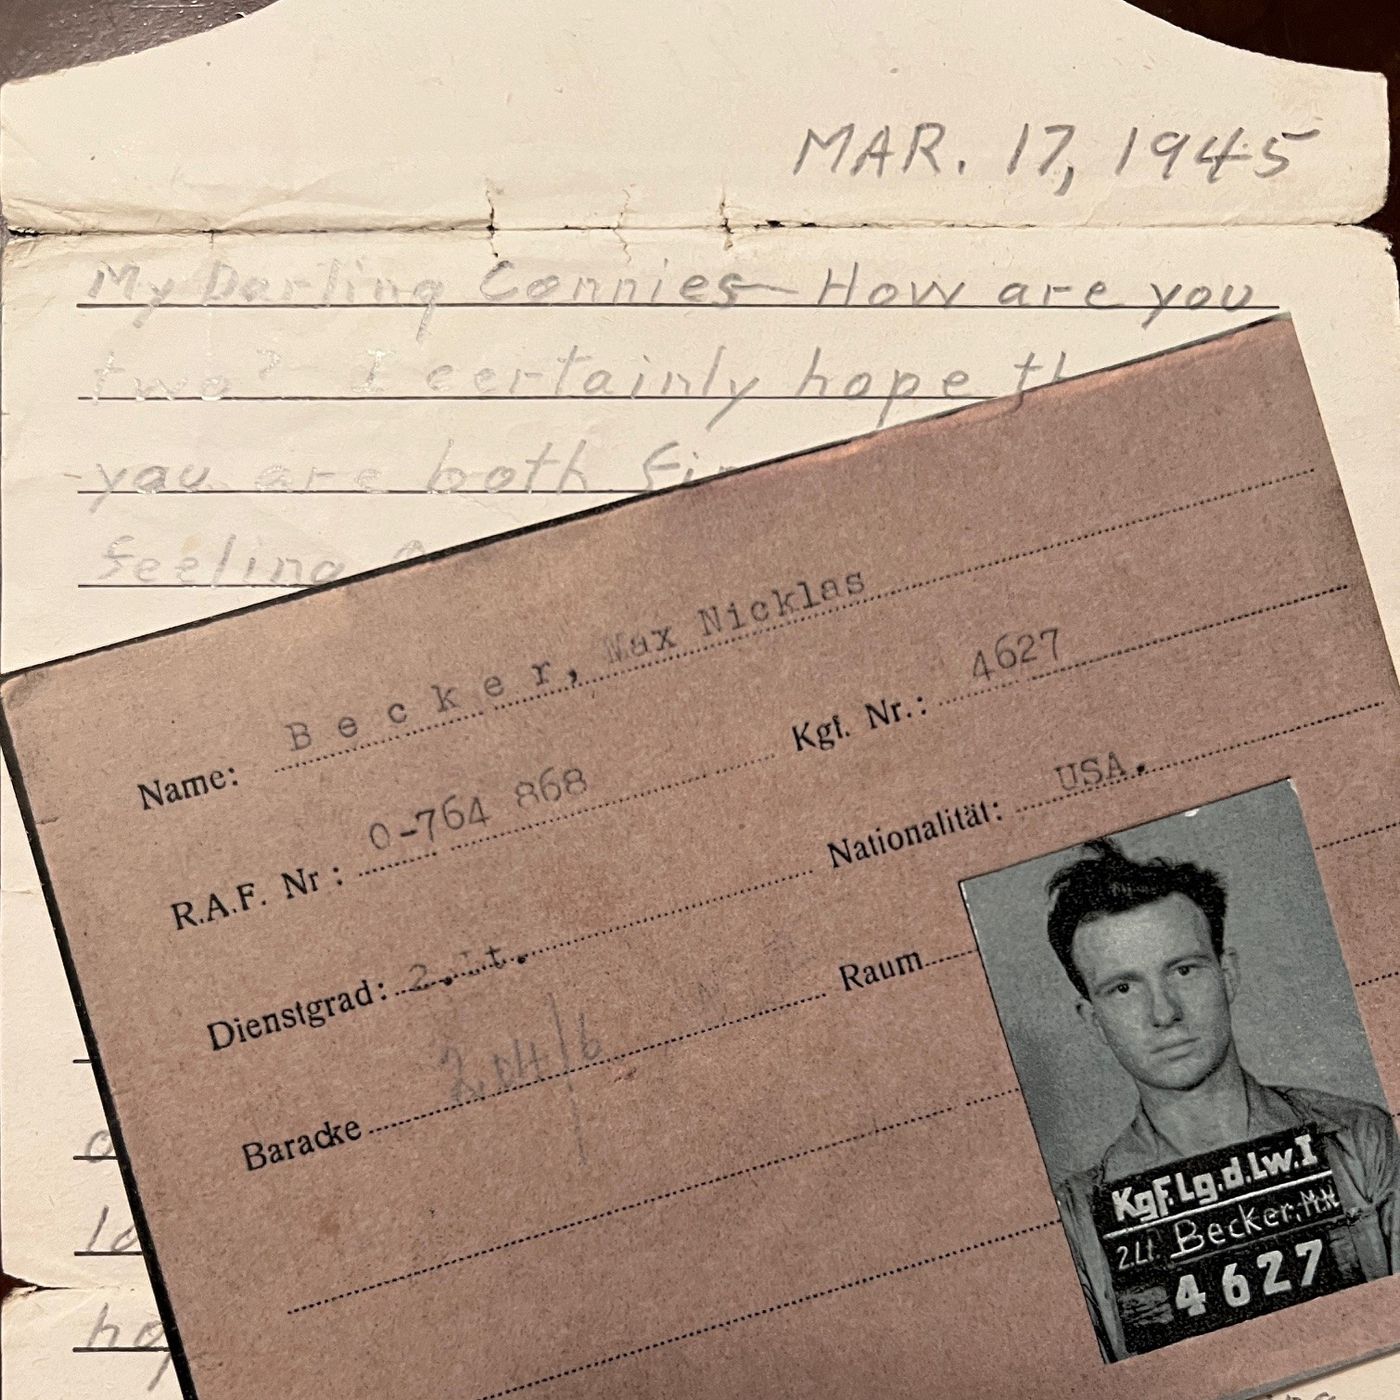 MAR. 17, 1945
My Darling Connies — How are you
two? I certainly hope th
you are both fin
feeling
Name: Becker, Max Nicklas
R.A.F. Nr: 0-764 868 Kgf. Nr.: 4627
Dienstgrad: 2.Lt. Nationalität: USA.
Baracke Raum
Kgf.Lg.d.Lw.I
2Lt Becker, M.N.
4627